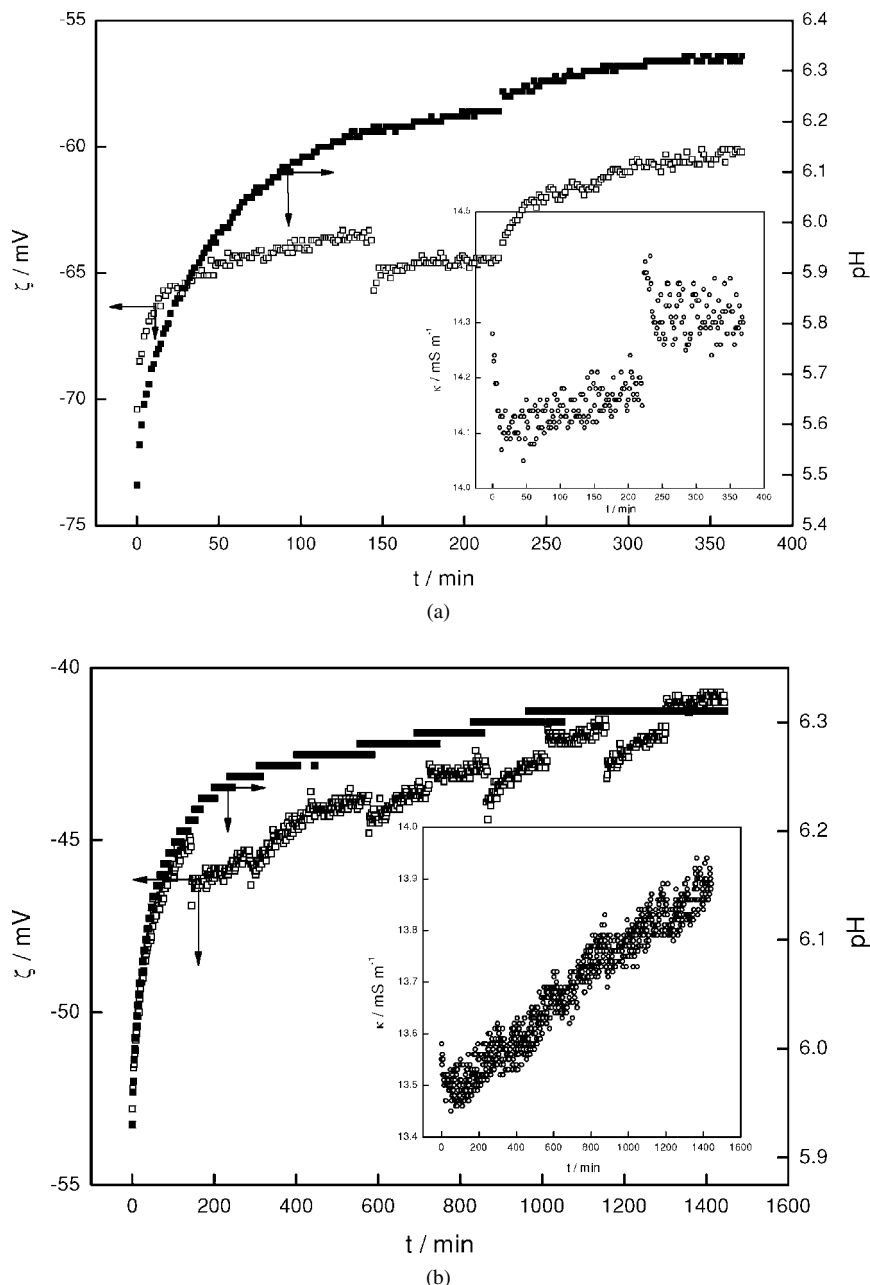 -55
6.4
6.3
-60
6.2
6.1
14.6
6.0
-65
14.4
5.9
ζ / mV
pH
14.3
5.8
κ / mS m⁻¹
-70
14.2
5.7
14.1
5.6
5.5
14.0
0 50 100 150 200 250 300 350 400
t / min
-75
5.4
0 50 100 150 200 250 300 350 400
t / min
(a)
-40
6.3
-45
6.2
14.0
ζ / mV
13.9
pH
13.8
κ / mS m⁻¹
6.1
-50
13.7
13.6
6.0
13.5
13.4
0 200 400 600 800 1000 1200 1400 1600
t / min
5.9
-55
0 200 400 600 800 1000 1200 1400 1600
t / min
(b)